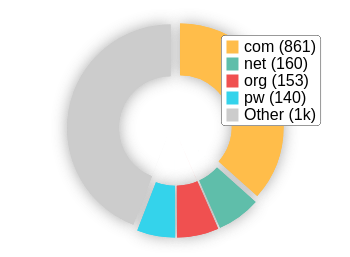 com (861)
net (160)
org (153)
pw (140)
Other (1k)